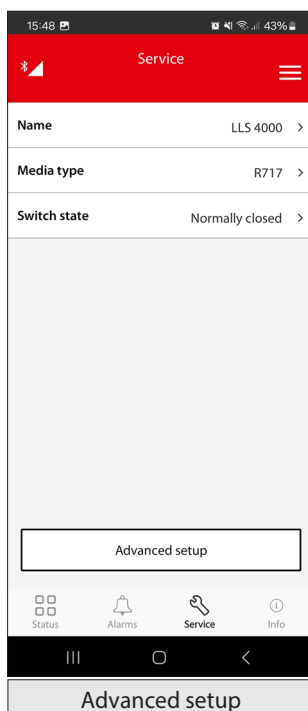 15:48 43%
Service
Name LLS 4000
Media type R717
Switch state Normally closed
Advanced setup
Status Alarms Service Info
Advanced setup